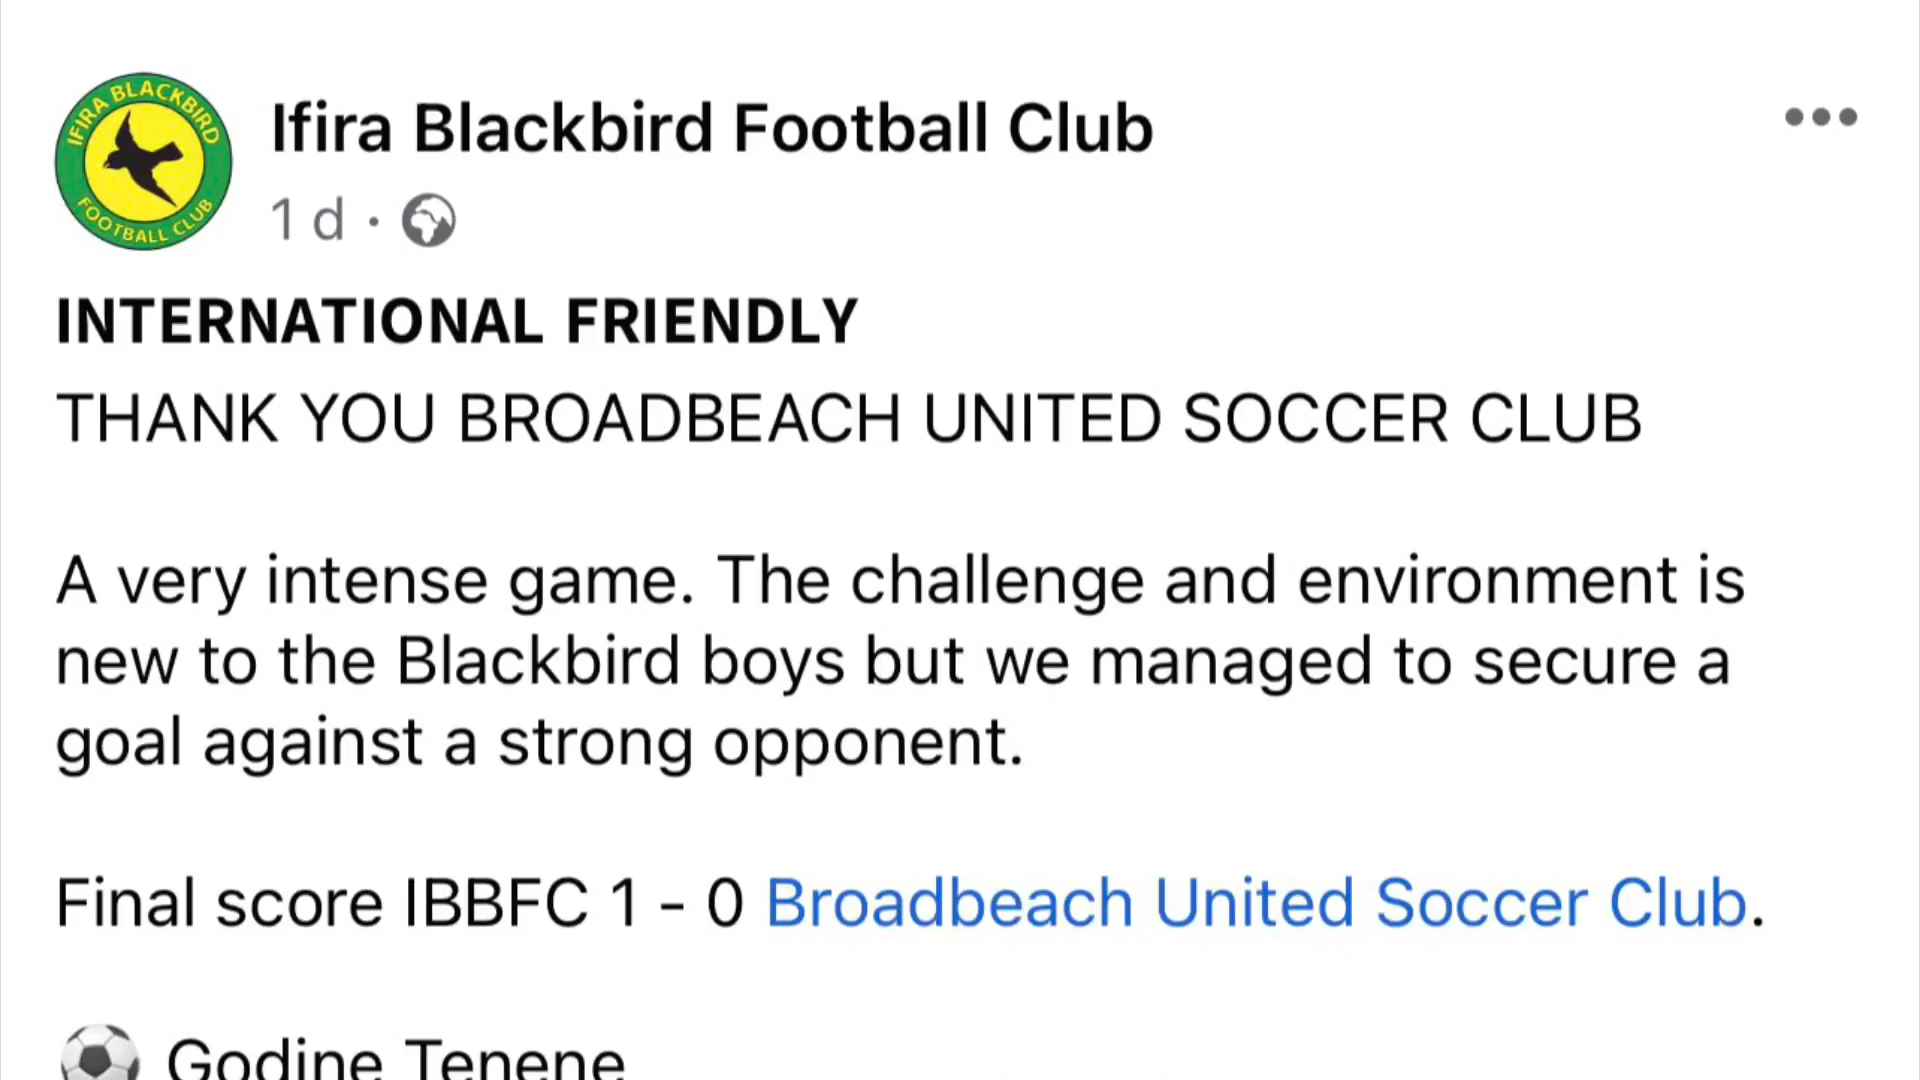 IFIRA BLACKBIRD
FOOTBALL CLUB
Ifira Blackbird Football Club
1 d ·
INTERNATIONAL FRIENDLY
THANK YOU BROADBEACH UNITED SOCCER CLUB
A very intense game. The challenge and environment is
new to the Blackbird boys but we managed to secure a
goal against a strong opponent.
Final score IBBFC 1 - 0 Broadbeach United Soccer Club.
⚽ Godine Tenene